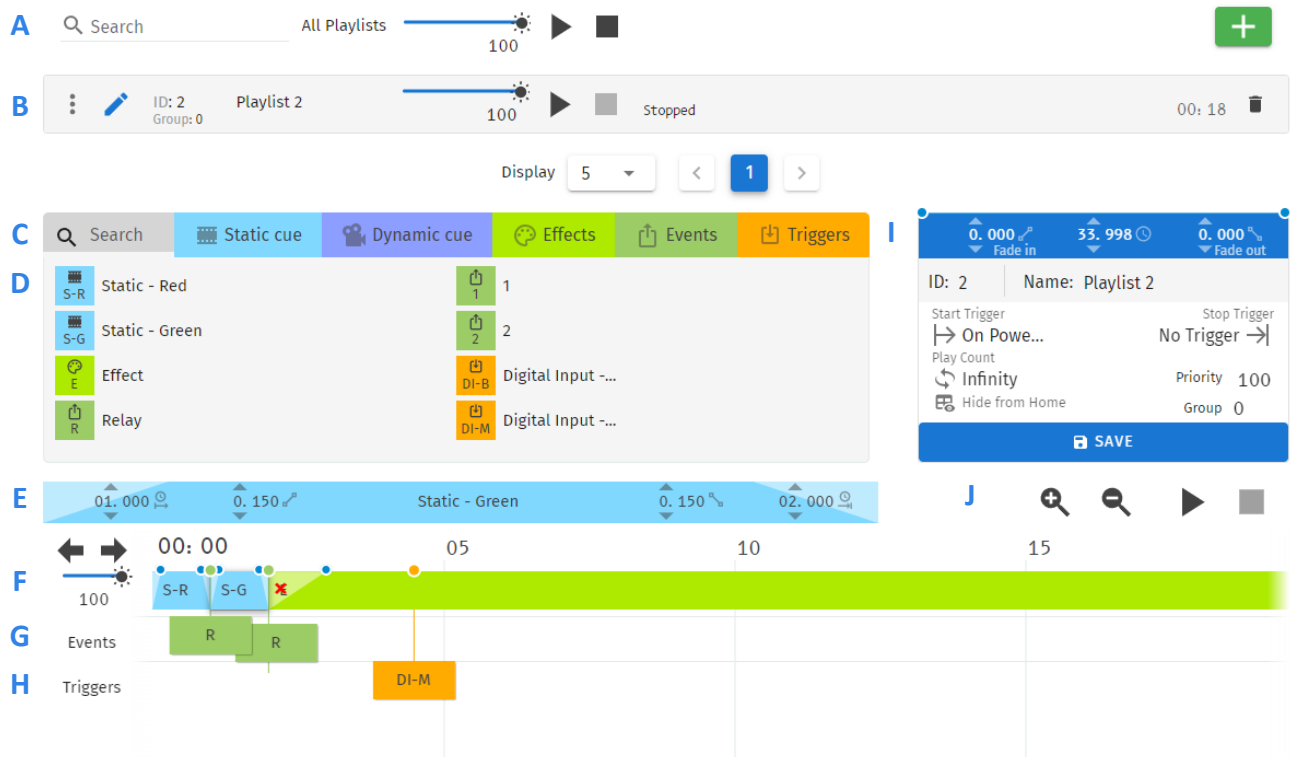 A Search All Playlists 100
B ID: 2 Group: 0 Playlist 2 100 Stopped 00: 18
Display 5 1
C Search Static cue Dynamic cue Effects Events Triggers
D S-R Static - Red 1 1
S-G Static - Green 2 2
E Effect DI-B Digital Input -...
R Relay DI-M Digital Input -...
I 0. 000 Fade in 33. 998 0. 000 Fade out
ID: 2 Name: Playlist 2
Start Trigger Stop Trigger
On Powe... No Trigger
Play Count
Infinity Priority 100
Hide from Home Group 0
SAVE
E 01. 000 0. 150 Static - Green 0. 150 02. 000
J
00: 00 05 10 15
F 100 S-R S-G
G Events R R
H Triggers DI-M